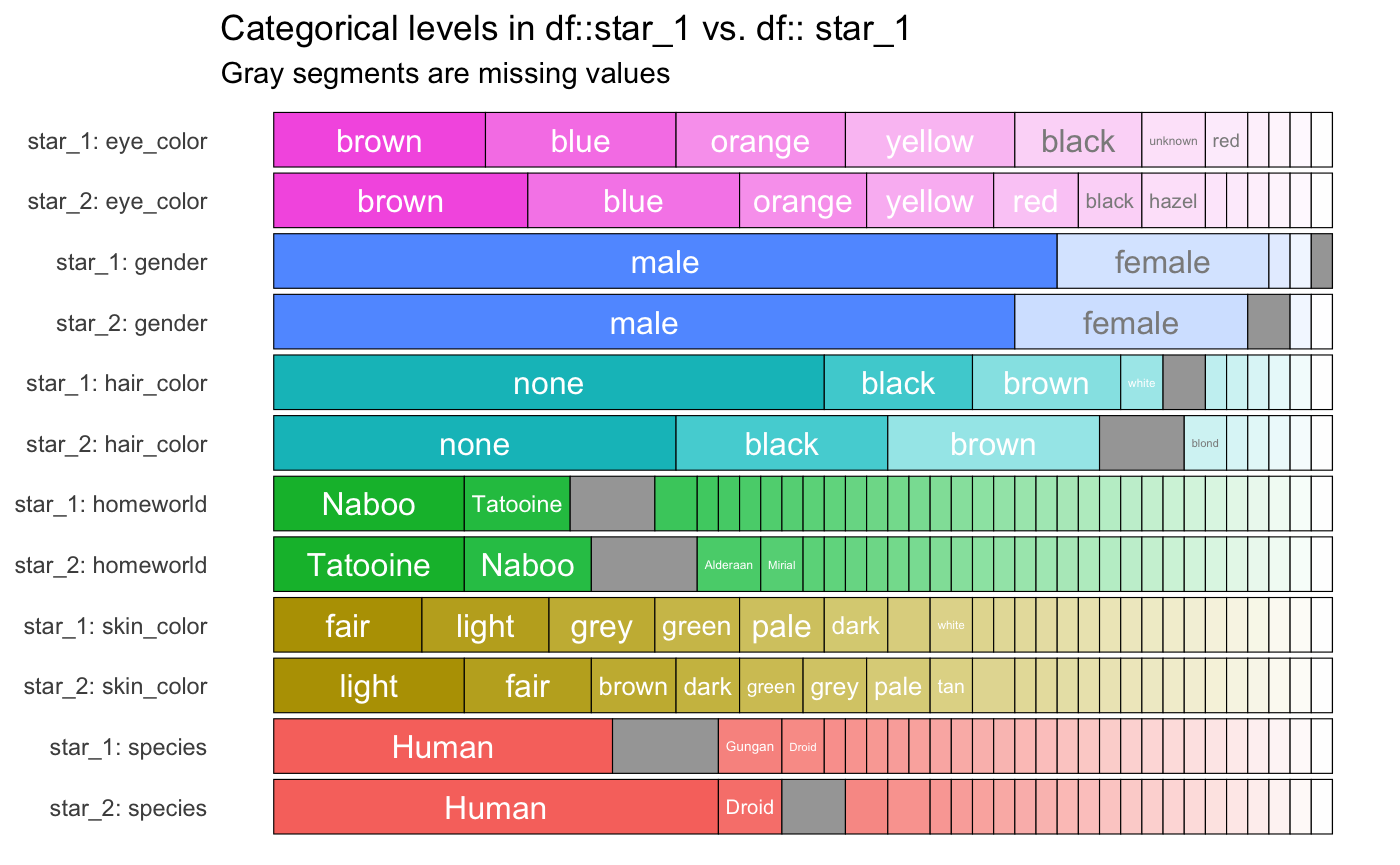 Categorical levels in df::star_1 vs. df:: star_1
Gray segments are missing values
star_1: eye_color brown blue orange yellow black unknown red
star_2: eye_color brown blue orange yellow red black hazel
star_1: gender male female
star_2: gender male female
star_1: hair_color none black brown white
star_2: hair_color none black brown blond
star_1: homeworld Naboo Tatooine
star_2: homeworld Tatooine Naboo Alderaan Mirial
star_1: skin_color fair light grey green pale dark white
star_2: skin_color light fair brown dark green grey pale tan
star_1: species Human Gungan Droid
star_2: species Human Droid